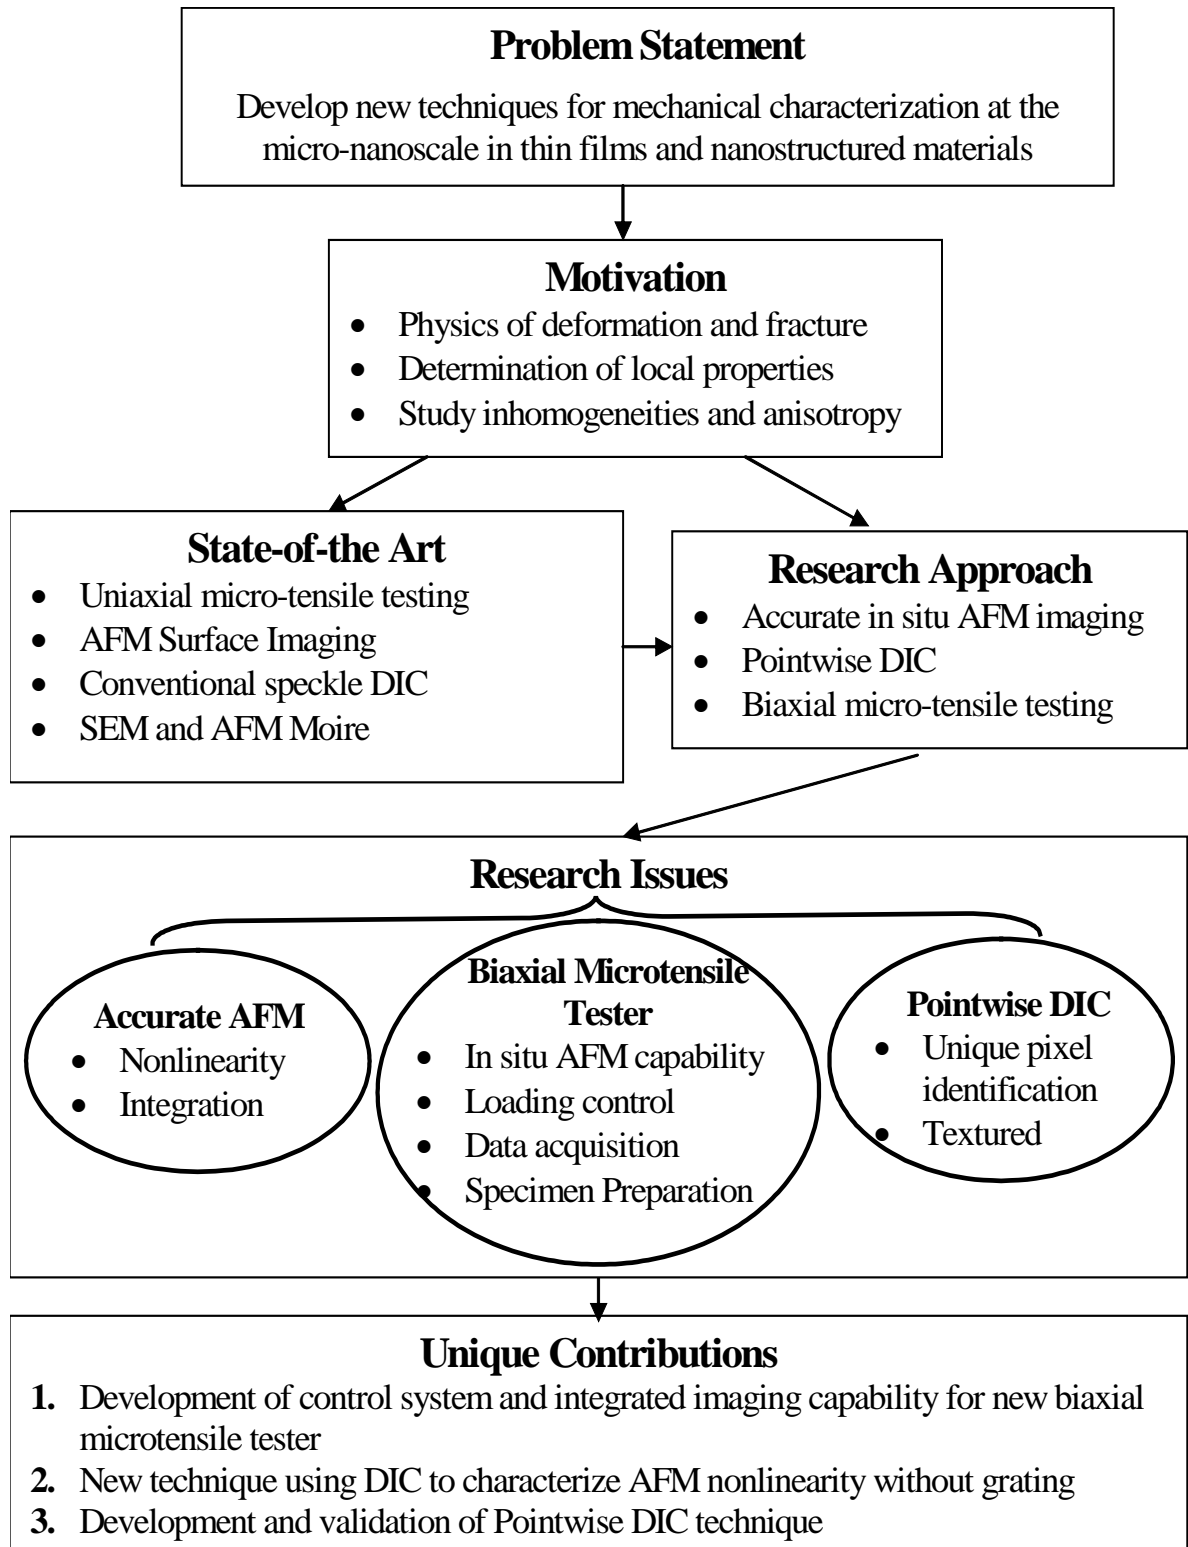 Problem Statement
Develop new techniques for mechanical characterization at the
micro-nanoscale in thin films and nanostructured materials
Motivation
• Physics of deformation and fracture
• Determination of local properties
• Study inhomogeneities and anisotropy
State-of-the Art
• Uniaxial micro-tensile testing
• AFM Surface Imaging
• Conventional speckle DIC
• SEM and AFM Moire
Research Approach
• Accurate in situ AFM imaging
• Pointwise DIC
• Biaxial micro-tensile testing
Research Issues
Accurate AFM
• Nonlinearity
• Integration
Biaxial Microtensile
Tester
• In situ AFM capability
• Loading control
• Data acquisition
• Specimen Preparation
Pointwise DIC
• Unique pixel
identification
• Textured
Unique Contributions
1. Development of control system and integrated imaging capability for new biaxial
microtensile tester
2. New technique using DIC to characterize AFM nonlinearity without grating
3. Development and validation of Pointwise DIC technique